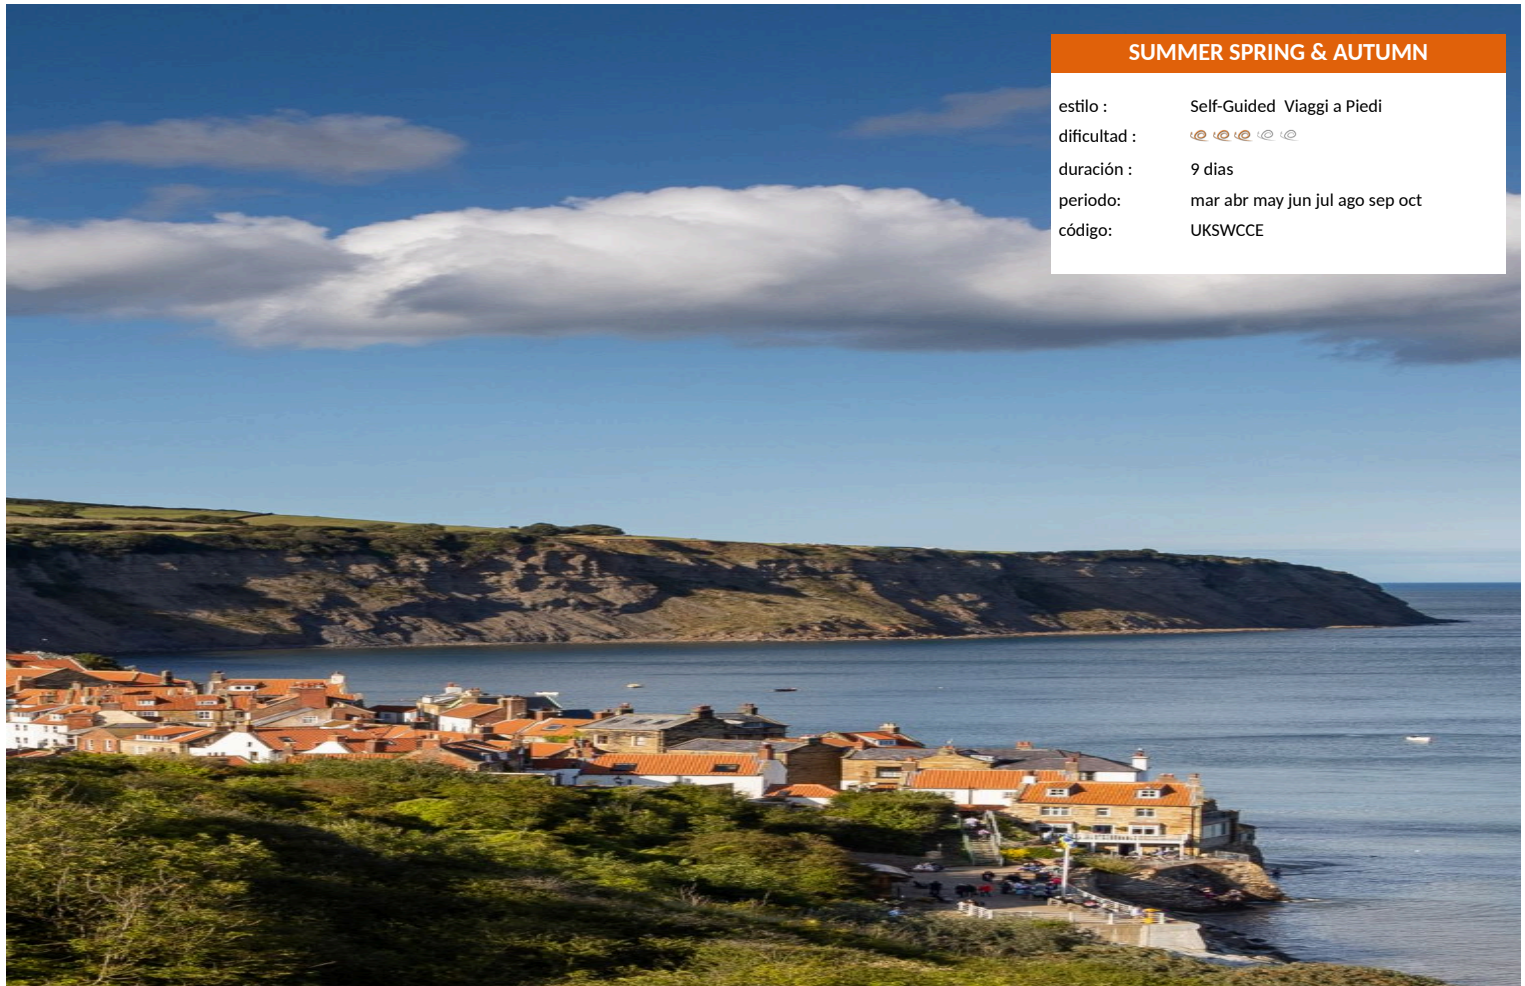 SUMMER SPRING & AUTUMN
estilo : Self-Guided Viaggi a Piedi
dificultad :
duración : 9 dias
periodo: mar abr may jun jul ago sep oct
código: UKSWCCE